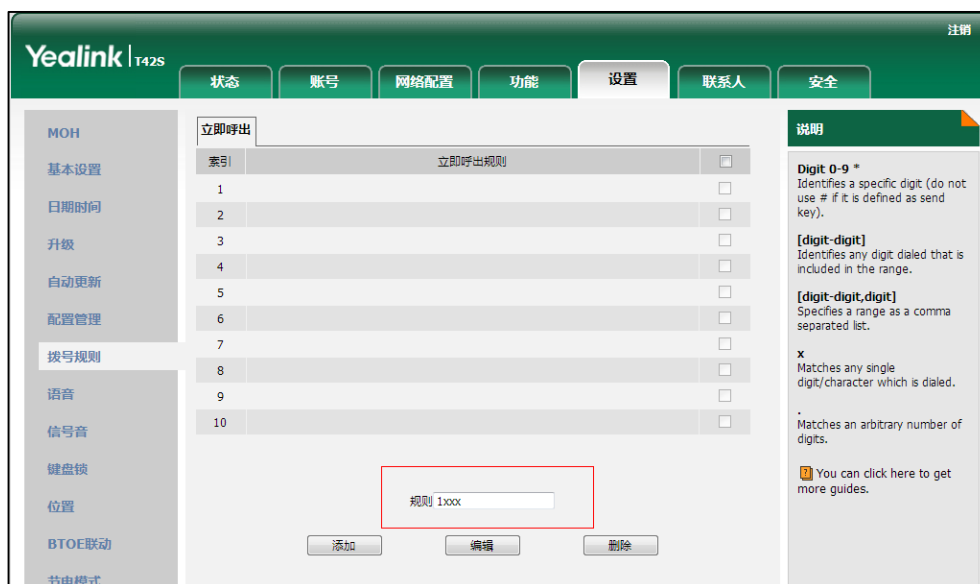 注销
Yealink | T42S
状态 账号 网络配置 功能 设置 联系人 安全
MOH
基本设置
日期时间
升级
自动更新
配置管理
拨号规则
语音
信号音
键盘锁
位置
BTOE联动
节电模式
立即呼出
索引 立即呼出规则
1
2
3
4
5
6
7
8
9
10
规则 1xxx
添加 编辑 删除
说明
Digit 0-9 *
Identifies a specific digit (do not
use # if it is defined as send
key).
[digit-digit]
Identifies any digit dialed that is
included in the range.
[digit-digit,digit]
Specifies a range as a comma
separated list.
x
Matches any single
digit/character which is dialed.
.
Matches an arbitrary number of
digits.
You can click here to get
more guides.